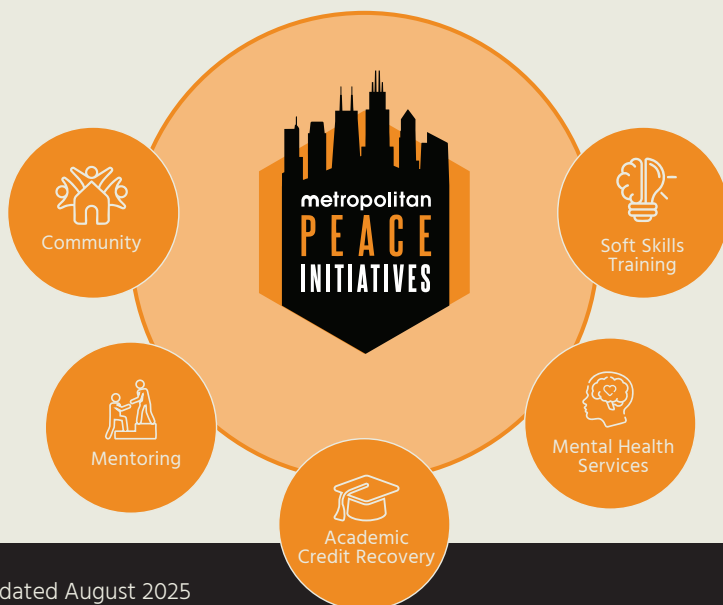 metropolitan
PEACE
INITIATIVES
Community
Soft Skills
Training
Mentoring
Mental Health
Services
Academic
Credit Recovery
dated August 2025